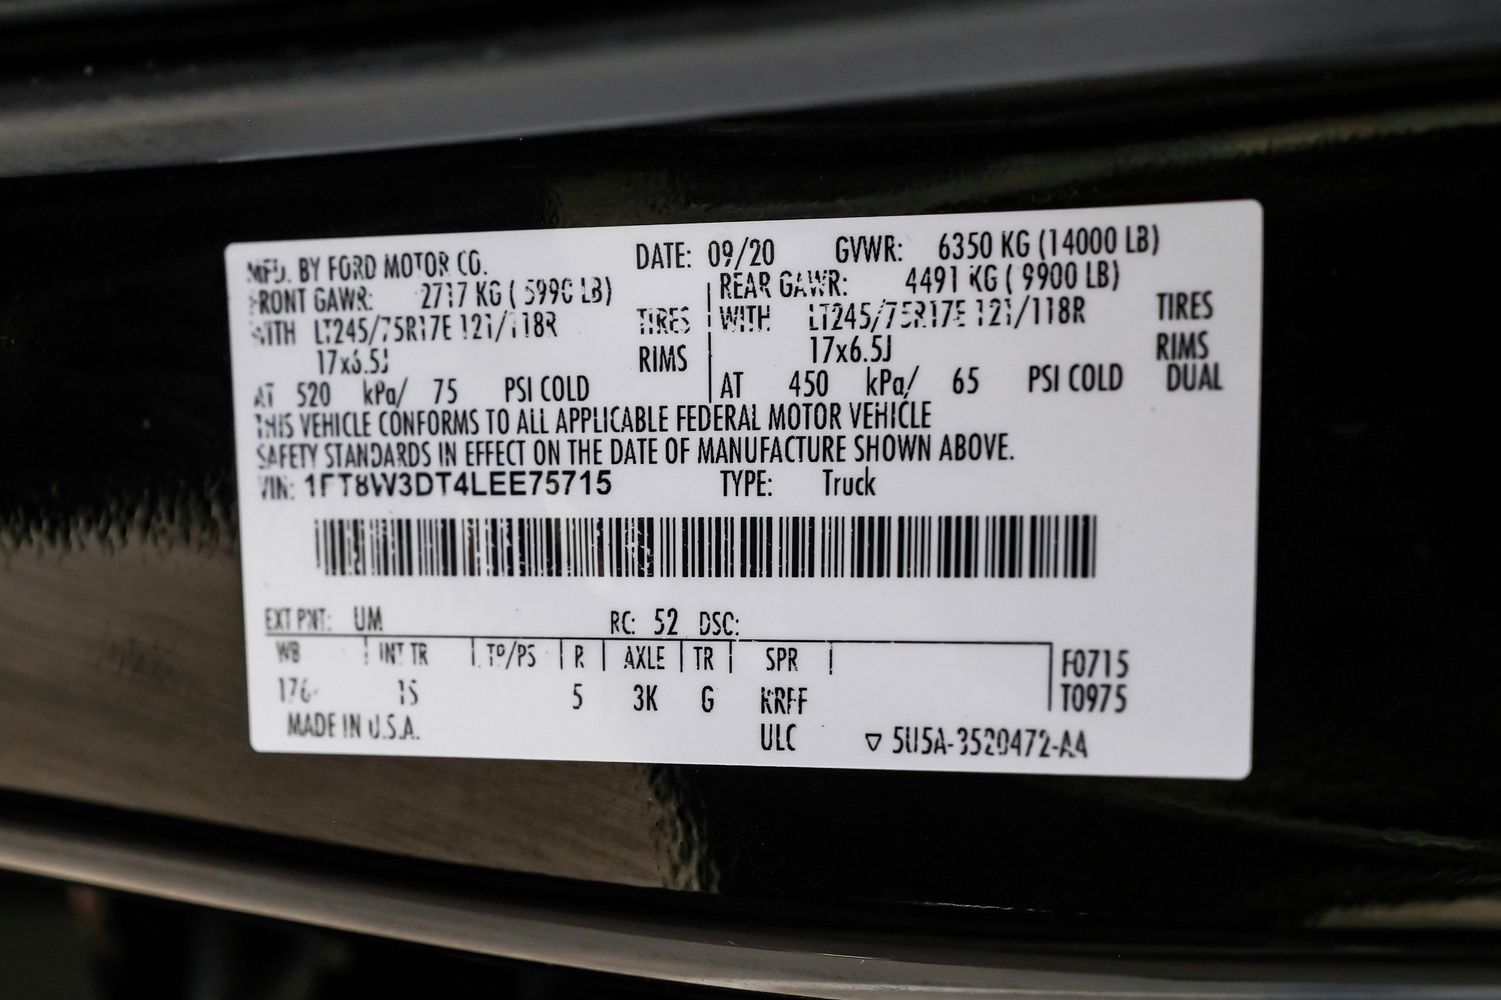 MFD. BY FORD MOTOR CO. DATE: 09/20 GVWR: 6350 KG (14000 LB)
FRONT GAWR: 2717 KG ( 5990 LB) REAR GAWR: 4491 KG ( 9900 LB)
WITH LT245/75R17E 121/118R TIRES WITH LT245/75R17E 121/118R TIRES
17x6.5J RIMS 17x6.5J RIMS
AT 520 kPa/ 75 PSI COLD AT 450 kPa/ 65 PSI COLD DUAL
THIS VEHICLE CONFORMS TO ALL APPLICABLE FEDERAL MOTOR VEHICLE
SAFETY STANDARDS IN EFFECT ON THE DATE OF MANUFACTURE SHOWN ABOVE.
VIN: 1FT8W3DT4LEE75715 TYPE: Truck
EXT PNT: UM RC: 52 DSO:
WB INT TR TP/PS R AXLE TR SPR F0715
176 1S 5 3K G KRFF T0975
MADE IN U.S.A. ULC ▽ 5U5A-3520472-AA